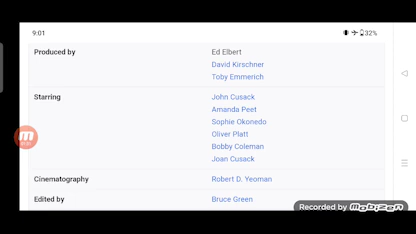 9:01
32%
Produced by
Ed Elbert
David Kirschner
Toby Emmerich
Starring
John Cusack
Amanda Peet
Sophie Okonedo
Oliver Platt
Bobby Coleman
Joan Cusack
Cinematography
Robert D. Yeoman
Edited by
Bruce Green
Recorded by Mobizen